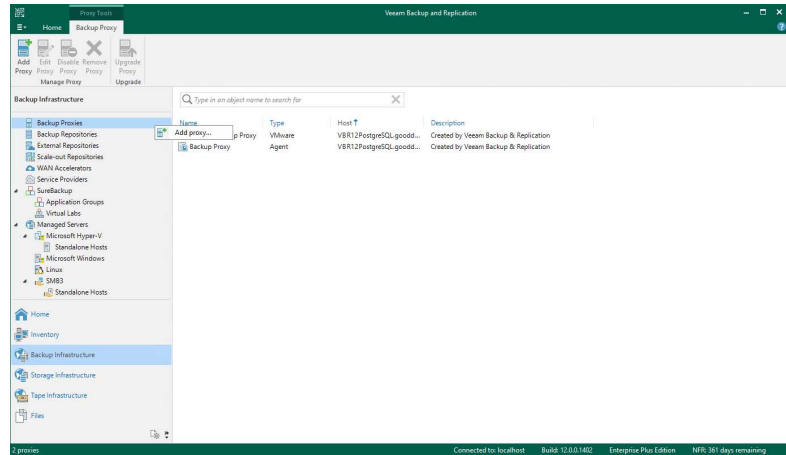 Proxy Tools
Veeam Backup and Replication
Home
Backup Proxy
Add Proxy
Edit Proxy
Disable Proxy
Remove Proxy
Upgrade Proxy
Manage Proxy
Upgrade
Backup Infrastructure
Type in an object name to search for
Backup Proxies
Backup Repositories
External Repositories
Scale-out Repositories
WAN Accelerators
Service Providers
SureBackup
Application Groups
Virtual Labs
Managed Servers
Microsoft Hyper-V
Standalone Hosts
Microsoft Windows
Linux
SMB3
Standalone Hosts
Add proxy...
Name Type Host Description
p Proxy VMware VBR12PostgreSQL.goodd... Created by Veeam Backup & Replication
Backup Proxy Agent VBR12PostgreSQL.goodd... Created by Veeam Backup & Replication
Home
Inventory
Backup Infrastructure
Storage Infrastructure
Tape Infrastructure
Files
2 proxies
Connected to: localhost
Build: 12.0.0.1402
Enterprise Plus Edition
NFR: 361 days remaining